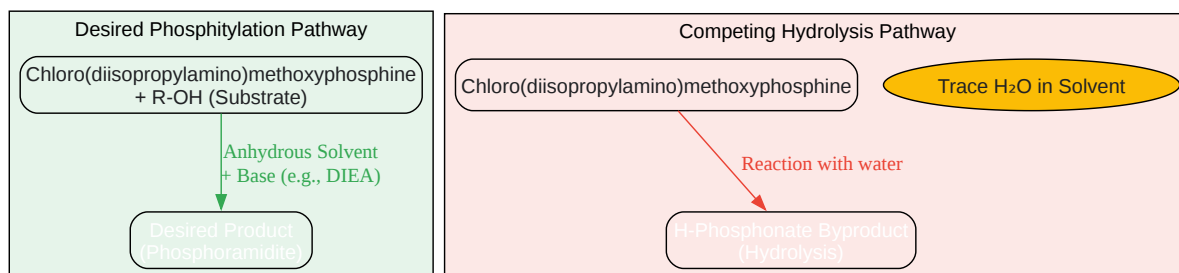 Desired Phosphitylation Pathway
Chloro(diisopropylamino)methoxyphosphine
+ R-OH (Substrate)
Anhydrous Solvent
+ Base (e.g., DIEA)
Desired Product
(Phosphoramidite)
Competing Hydrolysis Pathway
Chloro(diisopropylamino)methoxyphosphine
Trace H₂O in Solvent
Reaction with water
H-Phosphonate Byproduct
(Hydrolysis)